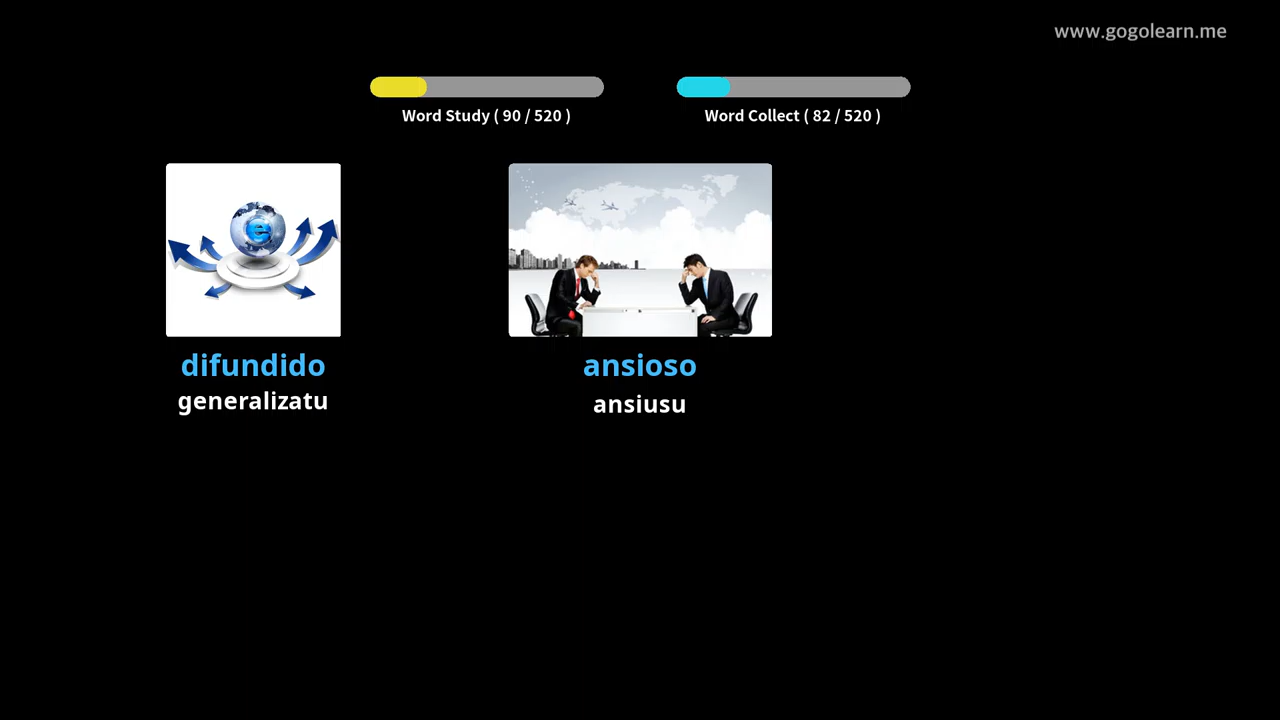 www.gogolearn.me
Word Study ( 90 / 520 )
Word Collect ( 82 / 520 )
difundido
generalizatu
ansioso
ansiusu